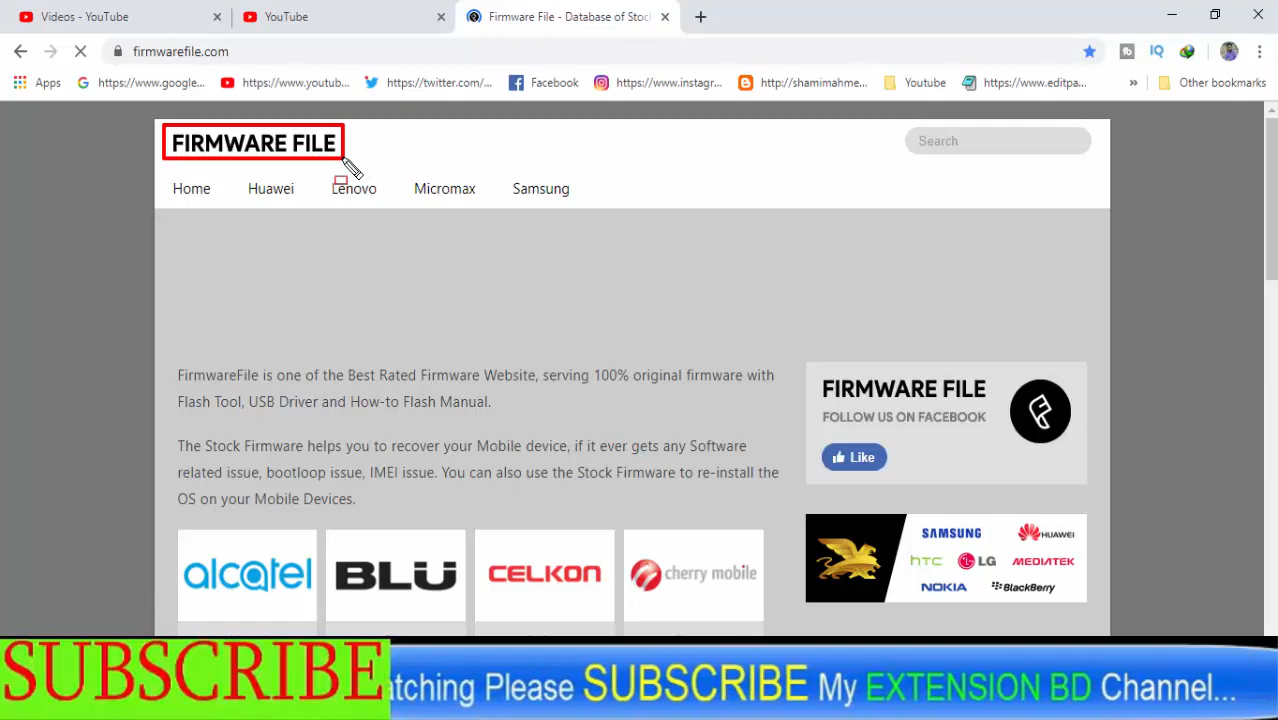 Videos - YouTube
YouTube
Firmware File - Database of Stoc
firmwarefile.com
Apps
https://www.google...
https://www.youtub...
https://twitter.com/...
Facebook
https://www.instagr...
http://shamimahme...
Youtube
https://www.editpa...
»
Other bookmarks
FIRMWARE FILE
Search
Home
Huawei
Lenovo
Micromax
Samsung
FirmwareFile is one of the Best Rated Firmware Website, serving 100% original firmware with
Flash Tool, USB Driver and How-to Flash Manual.
The Stock Firmware helps you to recover your Mobile device, if it ever gets any Software
related issue, bootloop issue, IMEI issue. You can also use the Stock Firmware to re-install the
OS on your Mobile Devices.
FIRMWARE FILE
FOLLOW US ON FACEBOOK
Like
alcatel
BLU
CELKON
cherry mobile
SAMSUNG
HUAWEI
hTC
LG
MEDIATEK
NOKIA
BlackBerry
SUBSCRIBE
atching Please SUBSCRIBE My EXTENSION BD Channel...